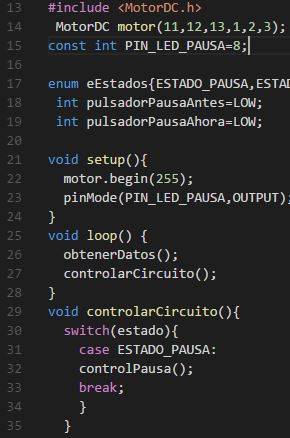 13 #include <MotorDC.h>
14 MotorDC motor(11,12,13,1,2,3);
15 const int PIN_LED_PAUSA=8;
16
17 enum eEstados{ESTADO_PAUSA,ESTAD
18 int pulsadorPausaAntes=LOW;
19 int pulsadorPausaAhora=LOW;
20
21 void setup(){
22 motor.begin(255);
23 pinMode(PIN_LED_PAUSA,OUTPUT);
24 }
25 void loop() {
26 obtenerDatos();
27 controlarCircuito();
28 }
29 void controlarCircuito(){
30 switch(estado){
31 case ESTADO_PAUSA:
32 controlPausa();
33 break;
34 }
35 }